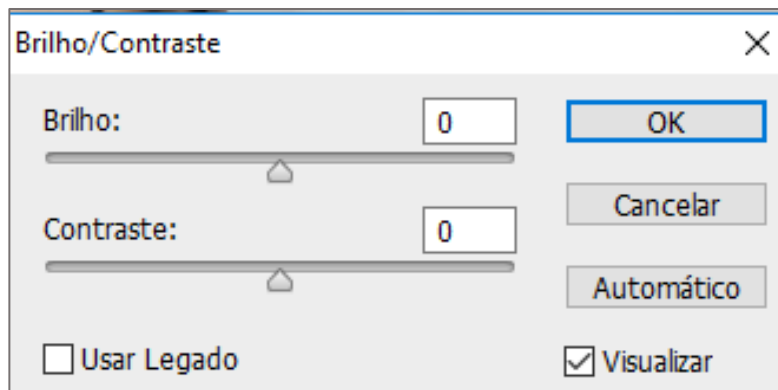 Brilho/Contraste
Brilho: 0
OK
Cancelar
Contraste: 0
Automático
Usar Legado
Visualizar